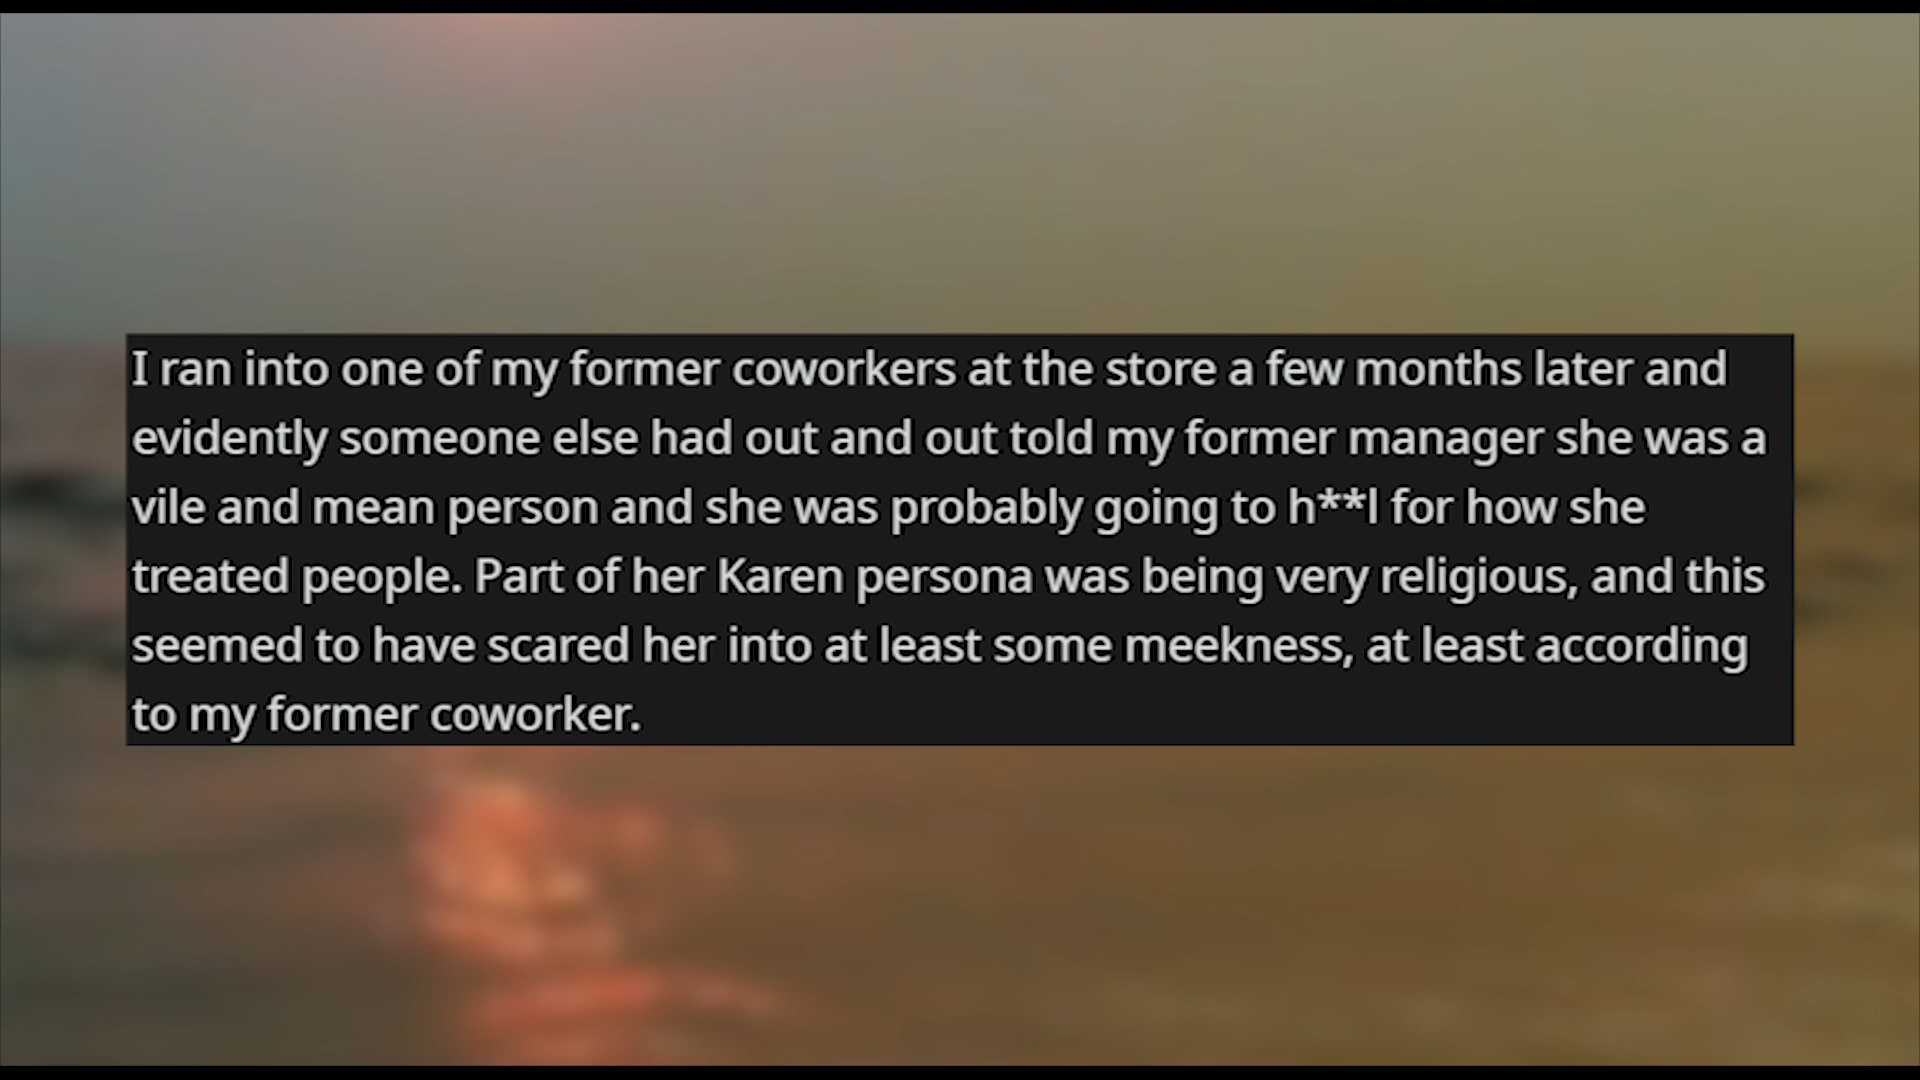 I ran into one of my former coworkers at the store a few months later and
evidently someone else had out and out told my former manager she was a
vile and mean person and she was probably going to h**l for how she
treated people. Part of her Karen persona was being very religious, and this
seemed to have scared her into at least some meekness, at least according
to my former coworker.